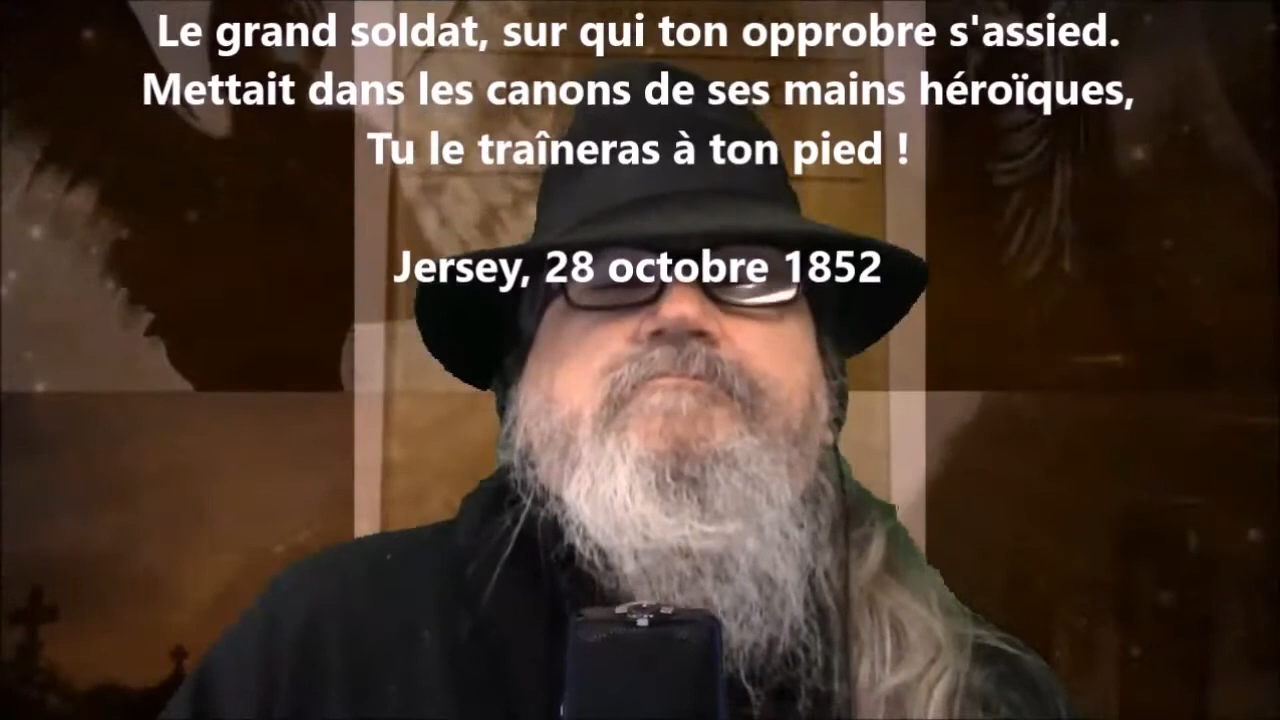 Le grand soldat, sur qui ton opprobre s'assied.
Mettait dans les canons de ses mains héroïques,
Tu le traîneras à ton pied !
Jersey, 28 octobre 1852